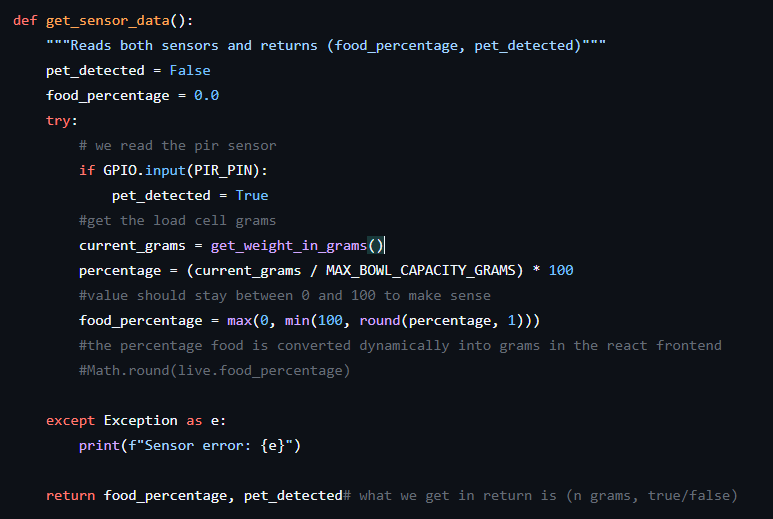 def get_sensor_data():
    """Reads both sensors and returns (food_percentage, pet_detected)"""
    pet_detected = False
    food_percentage = 0.0
    try:
        # we read the pir sensor
        if GPIO.input(PIR_PIN):
            pet_detected = True
        #get the load cell grams
        current_grams = get_weight_in_grams()
        percentage = (current_grams / MAX_BOWL_CAPACITY_GRAMS) * 100
        #value should stay between 0 and 100 to make sense
        food_percentage = max(0, min(100, round(percentage, 1)))
        #the percentage food is converted dynamically into grams in the react frontend
        #Math.round(live.food_percentage)
    except Exception as e:
        print(f"Sensor error: {e}")
    return food_percentage, pet_detected# what we get in return is (n grams, true/false)